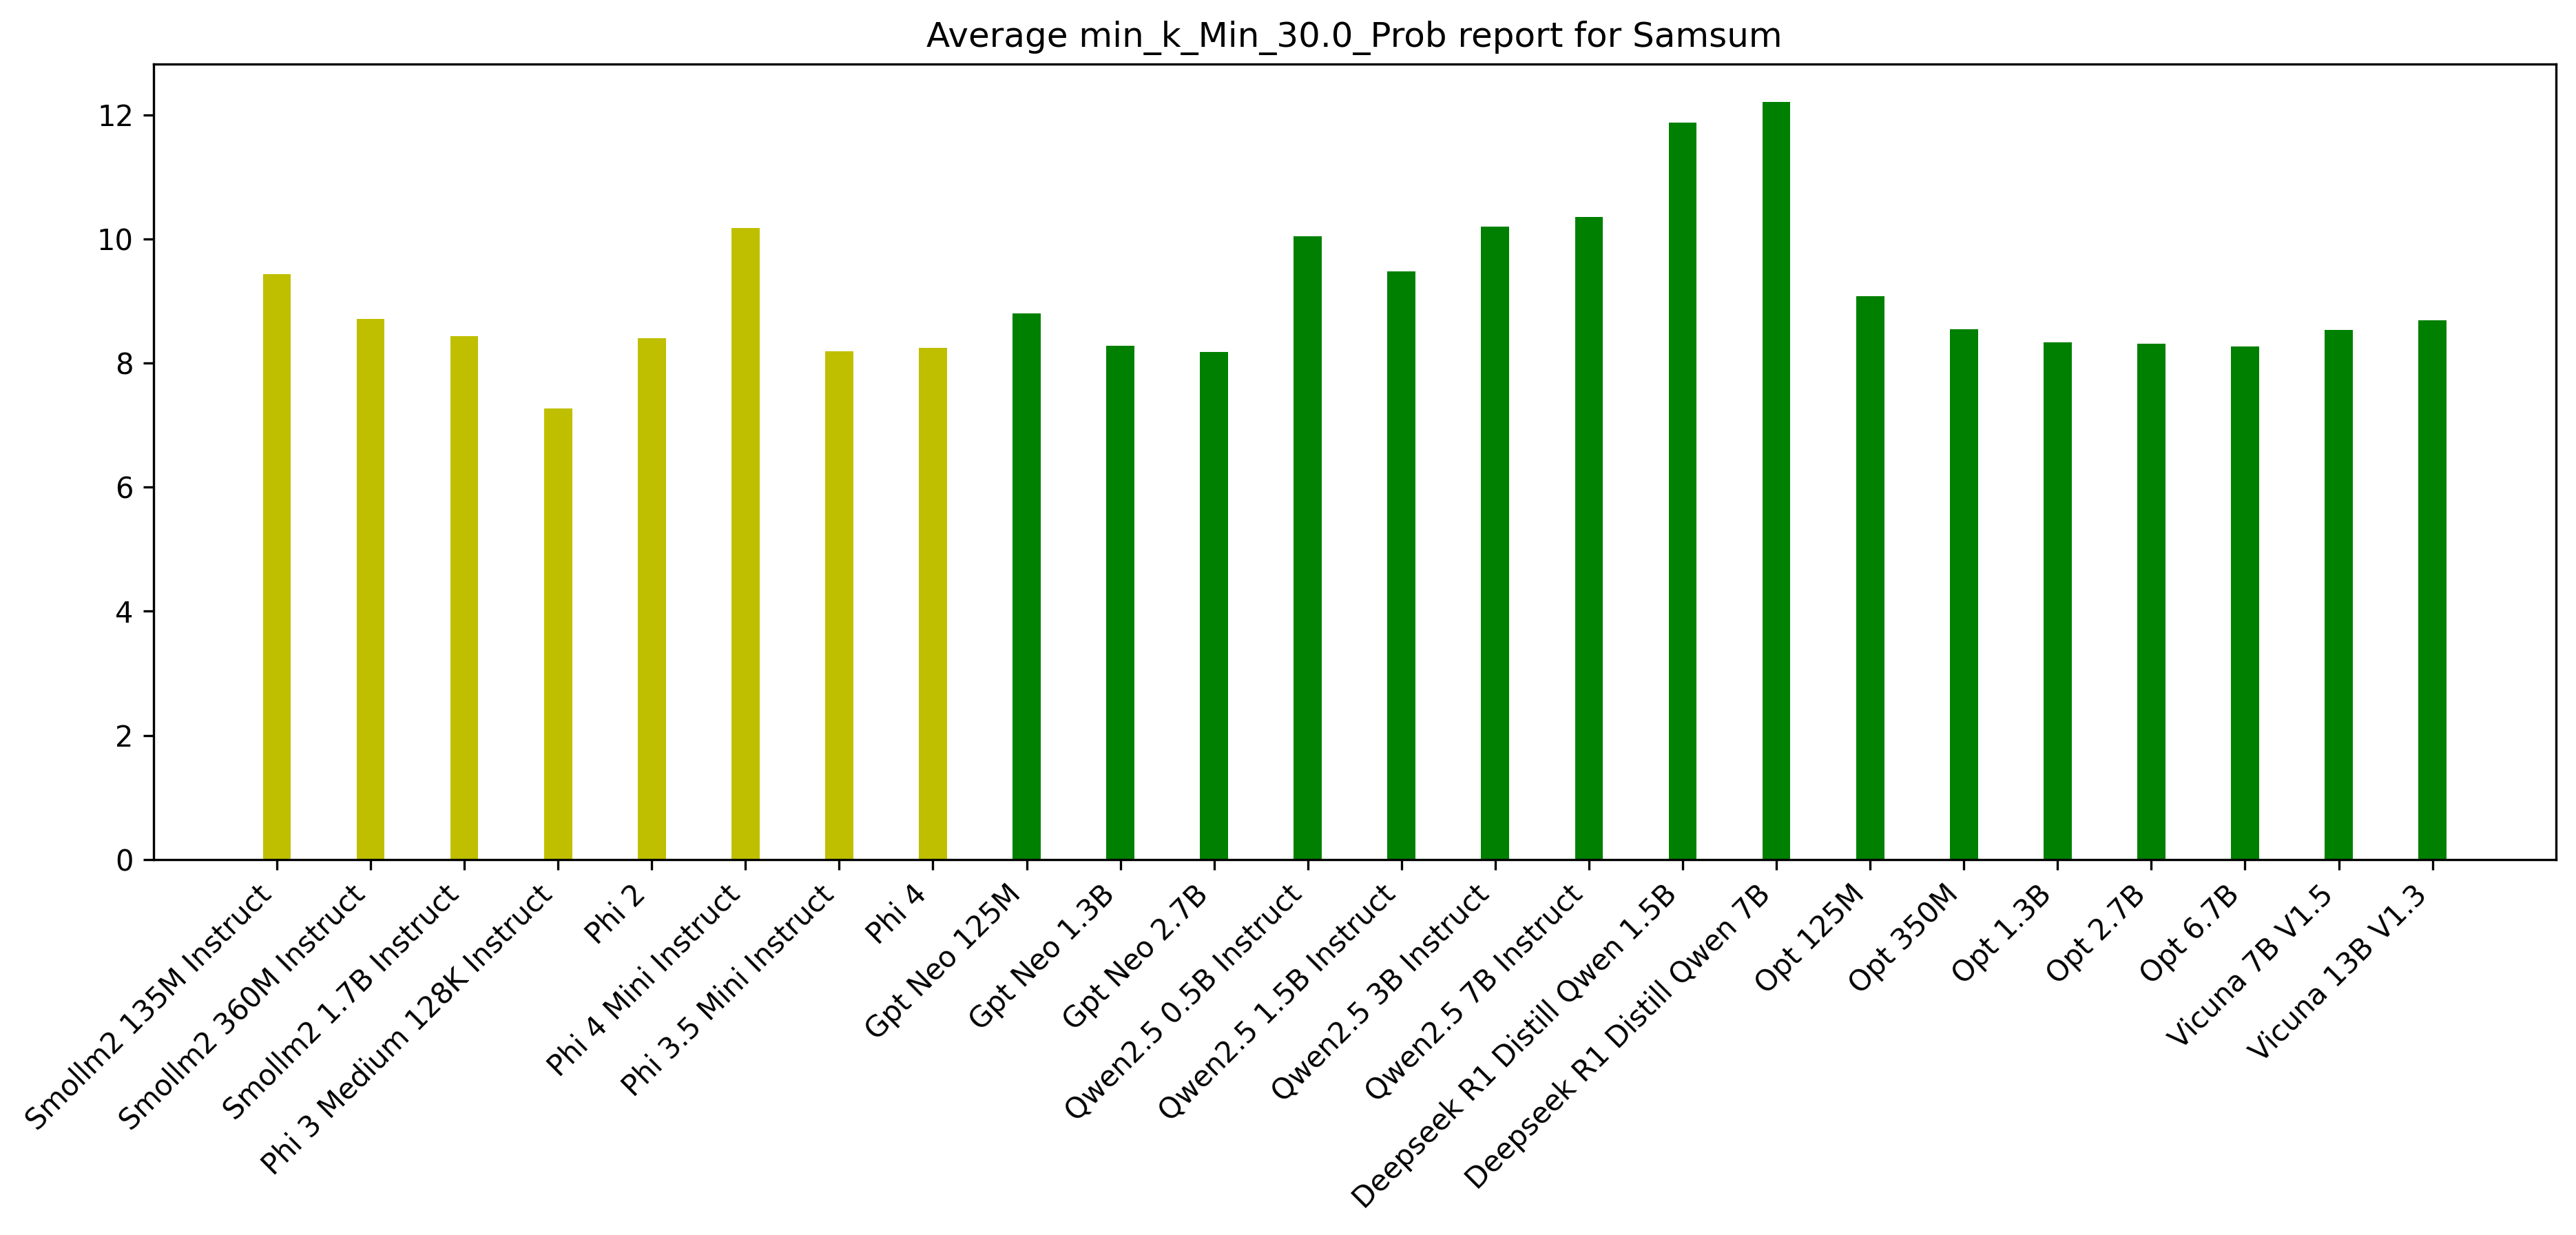 Average min_k_Min_30.0_Prob report for Samsum
12
10
8
6
4
2
0
Smollm2 135M Instruct
Smollm2 360M Instruct
Smollm2 1.7B Instruct
Phi 3 Medium 128K Instruct
Phi 2
Phi 4 Mini Instruct
Phi 3.5 Mini Instruct
Phi 4
Gpt Neo 125M
Gpt Neo 1.3B
Gpt Neo 2.7B
Qwen2.5 0.5B Instruct
Qwen2.5 1.5B Instruct
Qwen2.5 3B Instruct
Qwen2.5 7B Instruct
Deepseek R1 Distill Qwen 1.5B
Deepseek R1 Distill Qwen 7B
Opt 125M
Opt 350M
Opt 1.3B
Opt 2.7B
Opt 6.7B
Vicuna 7B V1.5
Vicuna 13B V1.3